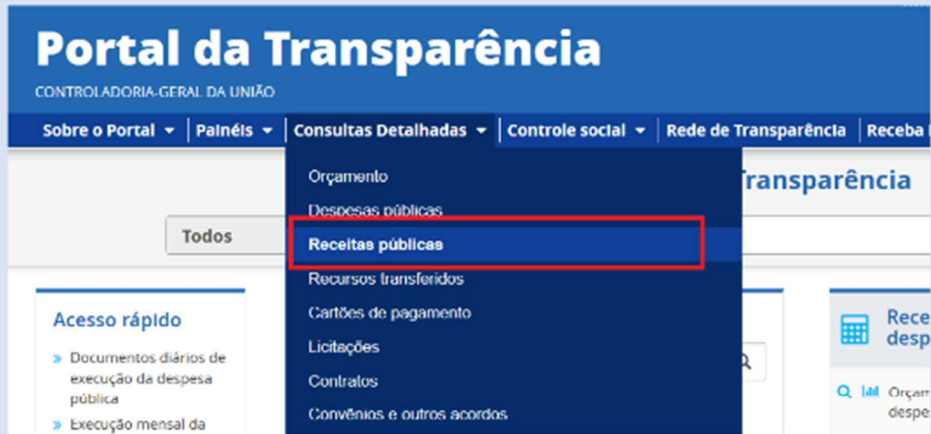 Portal da Transparência
CONTROLADORIA-GERAL DA UNIÃO
Sobre o Portal Painéis Consultas Detalhadas Controle social Rede de Transparência Receba
Orçamento
Despesas públicas
Receitas públicas
Recursos transferidos
Cartões de pagamento
Licitações
Contratos
Convênios e outros acordos
ransparência
Todos
Acesso rápido
Documentos diários de
execução da despesa
pública
Execução mensal da
Rece
desp
Orçam
despe